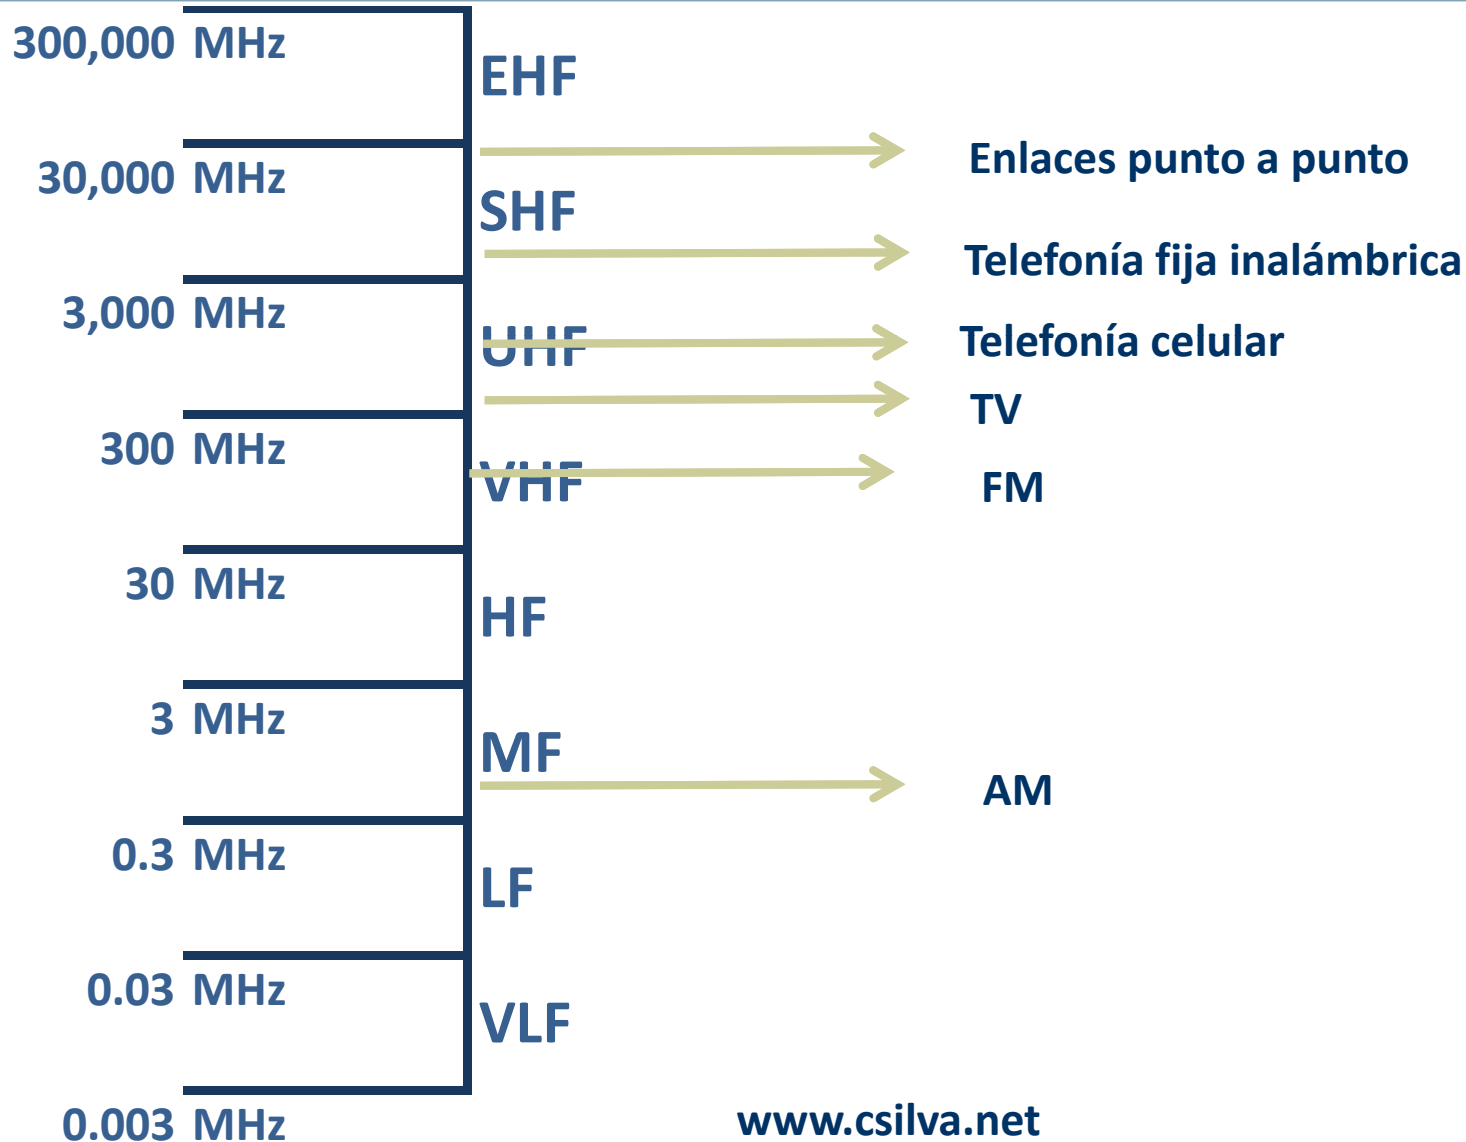 300,000 MHz
EHF
Enlaces punto a punto
30,000 MHz
SHF
Telefonía fija inalámbrica
3,000 MHz
UHF
Telefonía celular
TV
300 MHz
VHF
FM
30 MHz
HF
3 MHz
MF
AM
0.3 MHz
LF
0.03 MHz
VLF
0.003 MHz
www.csilva.net